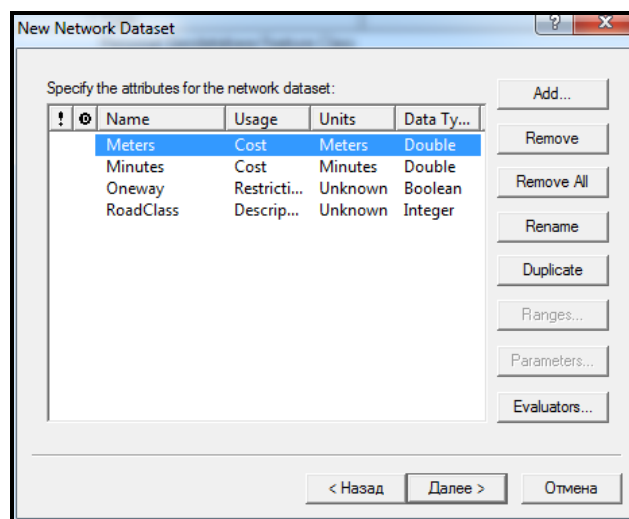 New Network Dataset
Specify the attributes for the network dataset:
! Name Usage Units Data Ty...
Meters Cost Meters Double
Minutes Cost Minutes Double
Oneway Restricti... Unknown Boolean
RoadClass Descrip... Unknown Integer
Add...
Remove
Remove All
Rename
Duplicate
Ranges...
Parameters...
Evaluators...
< Назад
Далее >
Отмена